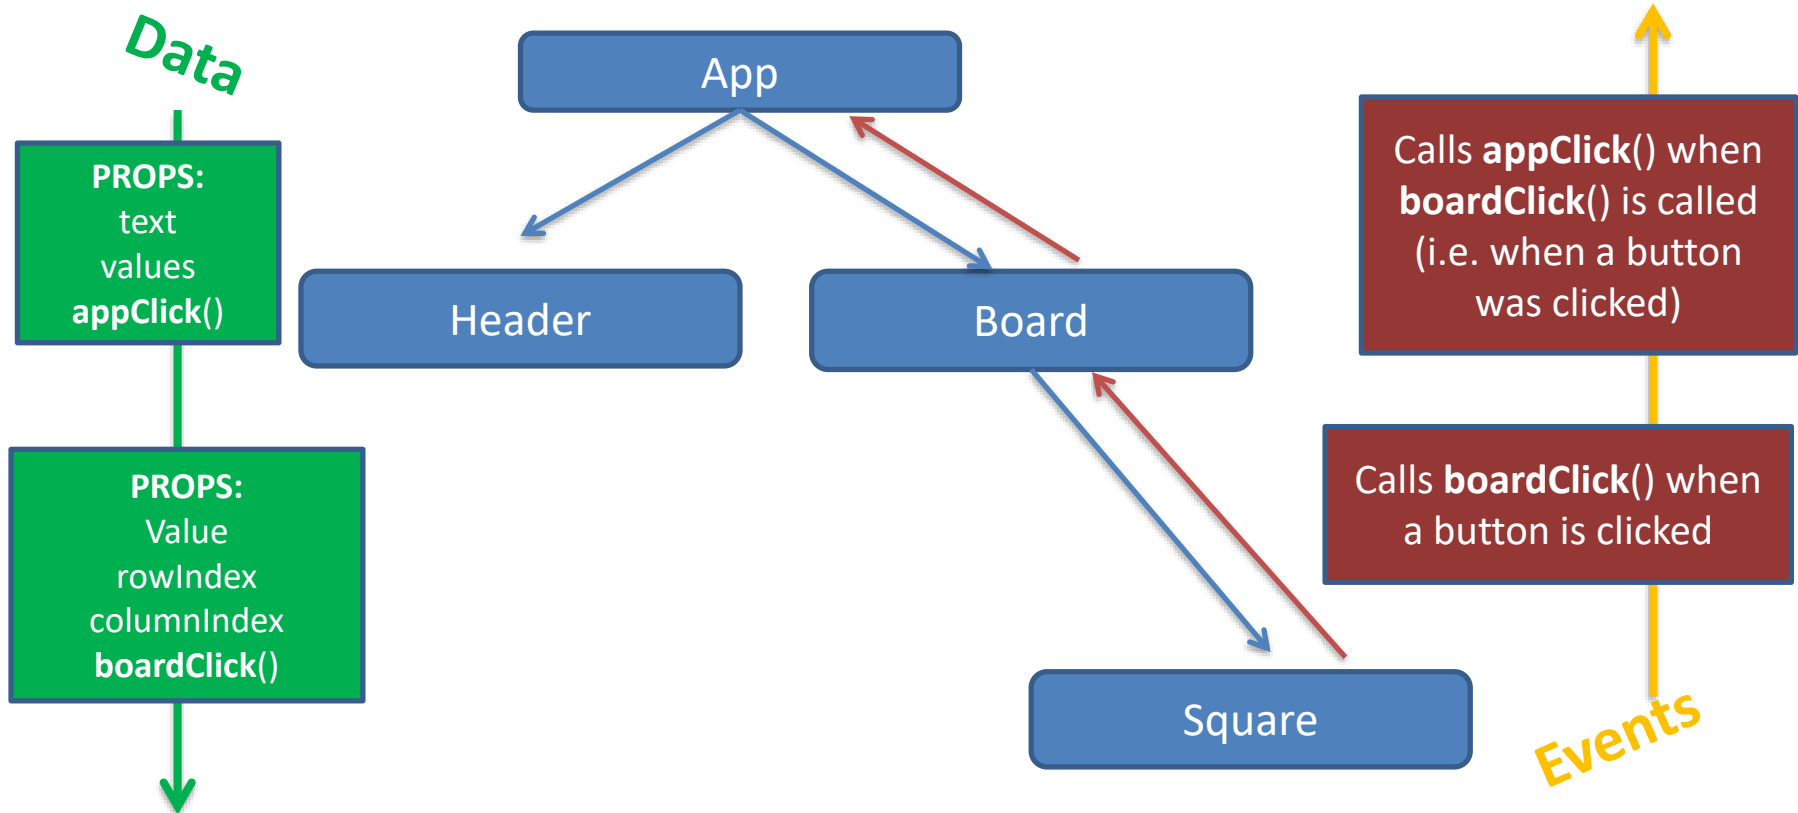 Data
PROPS:
text
values
appClick()
PROPS:
Value
rowIndex
columnIndex
boardClick()
App
Header
Board
Square
Calls appClick() when
boardClick() is called
(i.e. when a button
was clicked)
Calls boardClick() when
a button is clicked
Events